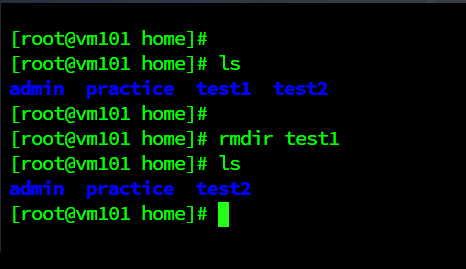 [root@vm101 home]#
[root@vm101 home]# ls
admin  practice  test1  test2
[root@vm101 home]#
[root@vm101 home]# rmdir test1
[root@vm101 home]# ls
admin  practice  test2
[root@vm101 home]#